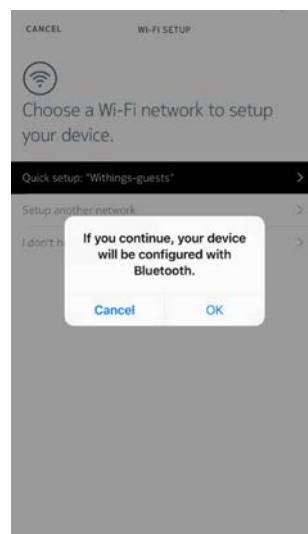 CANCEL WI-FI SETUP
Choose a Wi-Fi network to setup
your device.
Quick setup: "Withings-guests"
Setup another network
I don't h
If you continue, your device
will be configured with
Bluetooth.
Cancel OK